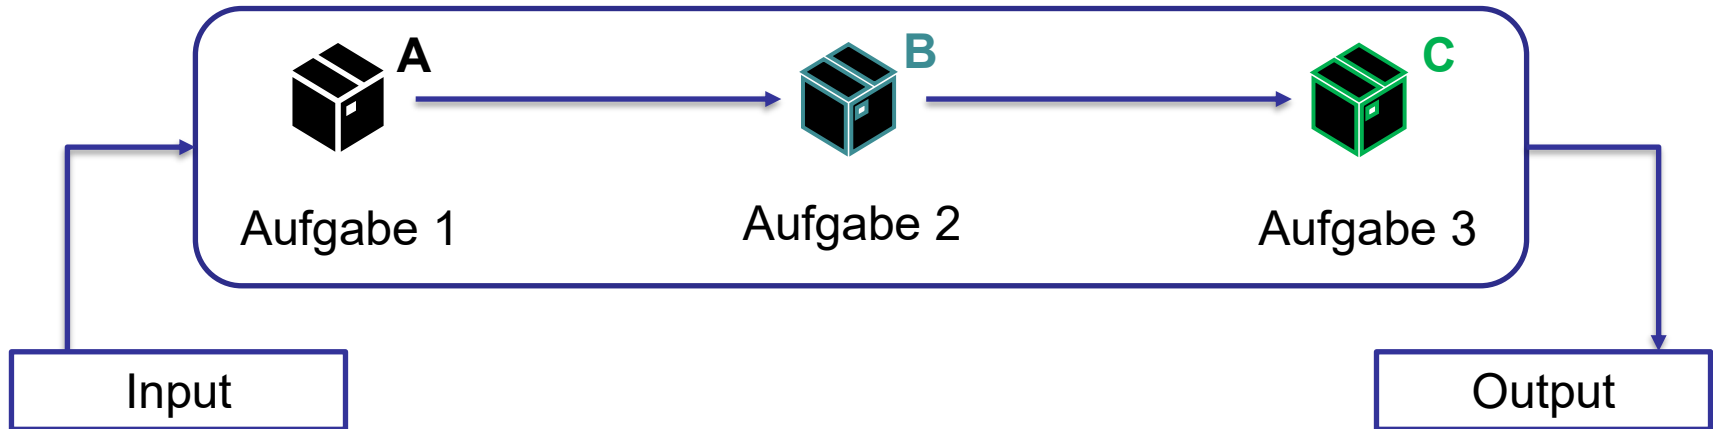 A
B
C
Aufgabe 1
Aufgabe 2
Aufgabe 3
Input
Output